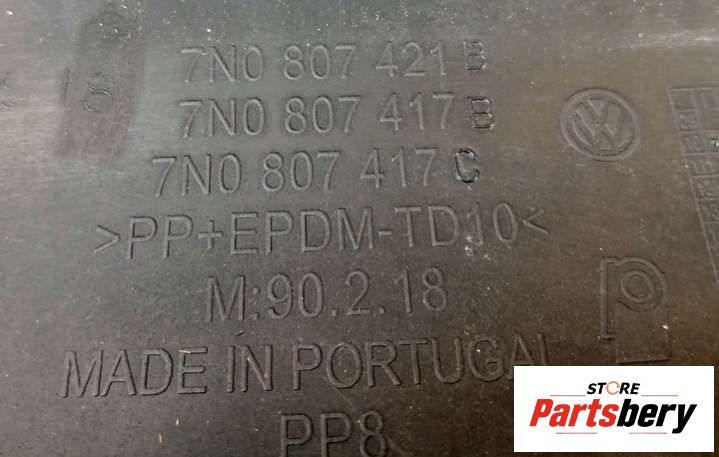 7N0 807 421 B
7N0 807 417 B
7N0 807 417 C
>PP+EPDM-TD10<
M:90.2.18
MADE IN PORTUGAL
PP8
STORE
Partsbery